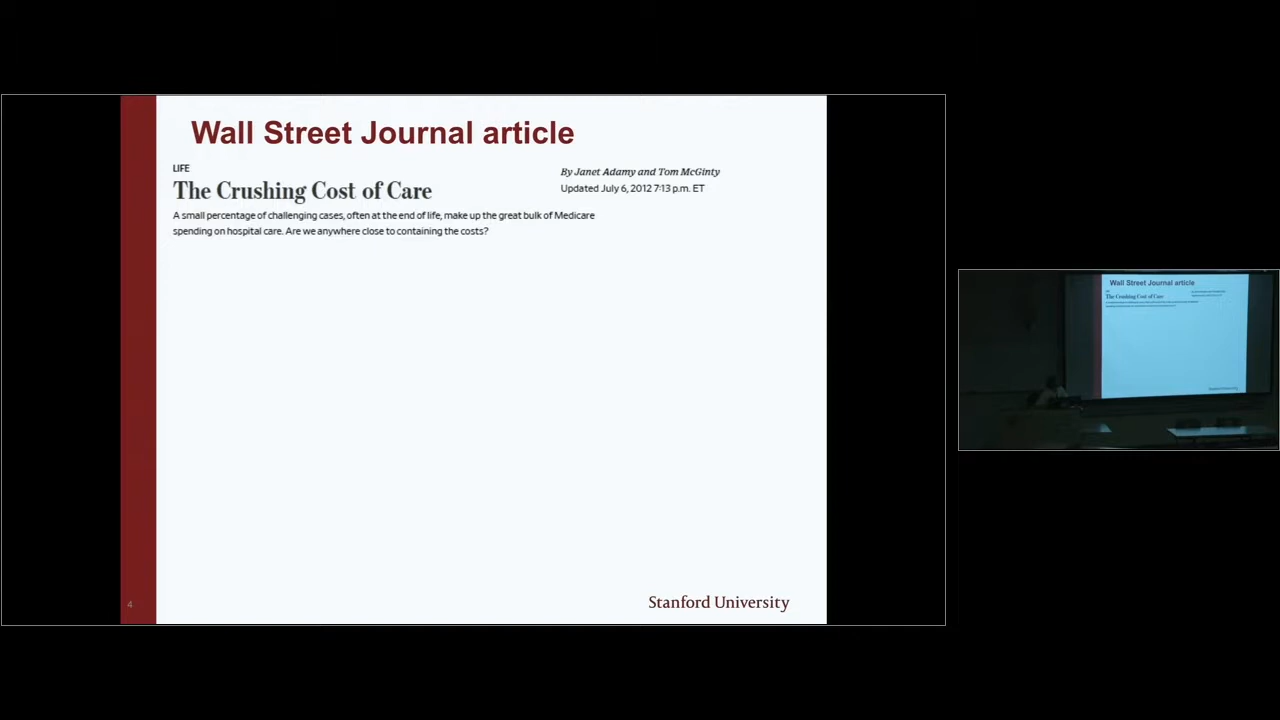 Wall Street Journal article
LIFE
The Crushing Cost of Care
By Janet Adamy and Tom McGinty
Updated July 6, 2012 7:13 p.m. ET
A small percentage of challenging cases, often at the end of life, make up the great bulk of Medicare
spending on hospital care. Are we anywhere close to containing the costs?
4
Stanford University
Wall Street Journal article
The Crushing Cost of Care
Stanford University